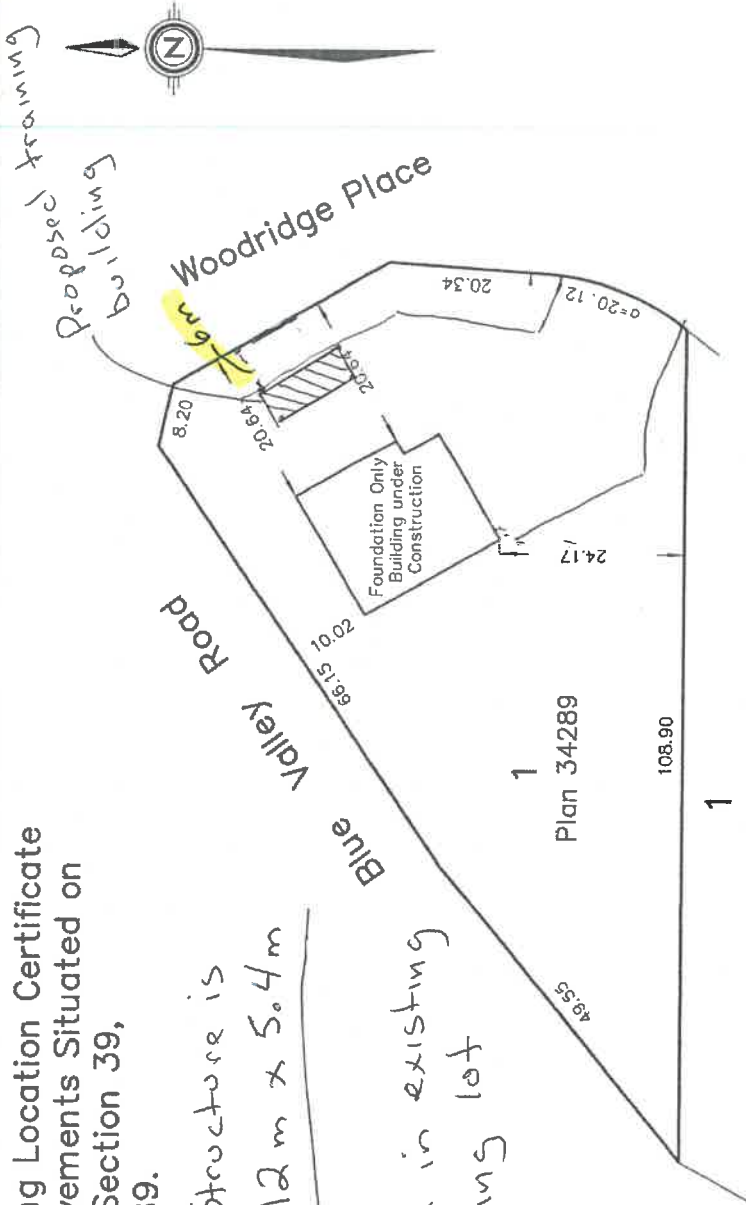 ng Location Certificate
vements Situated on
Section 39,
39.
Structure is
12m x 5.4m
in existing
lot
Proposed training
building
N
Woodridge Place
6m
8.20
20.64
20.64
20.34
a=20.12
Foundation Only
Building under
Construction
24.17
10.02
66.15
Blue Valley Road
49.55
1
Plan 34289
108.90
1